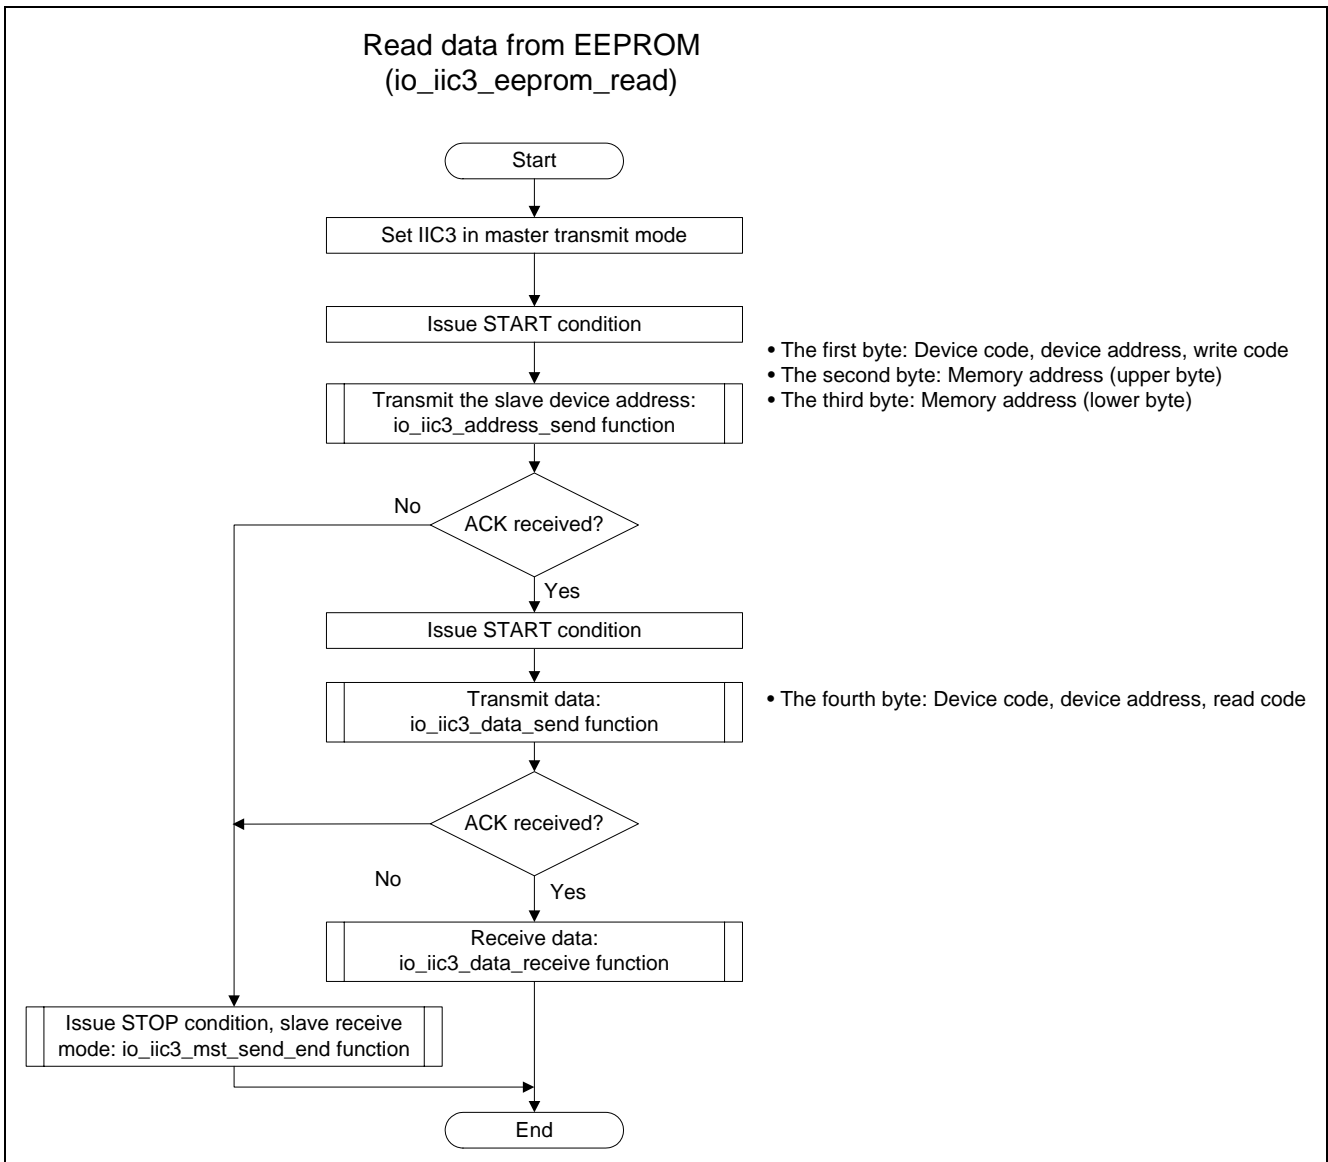 Read data from EEPROM
(io_iic3_eeprom_read)
Start
Set IIC3 in master transmit mode
Issue START condition
• The first byte: Device code, device address, write code
• The second byte: Memory address (upper byte)
• The third byte: Memory address (lower byte)
Transmit the slave device address:
io_iic3_address_send function
No
ACK received?
Yes
Issue START condition
Transmit data:
io_iic3_data_send function
• The fourth byte: Device code, device address, read code
ACK received?
No
Yes
Receive data:
io_iic3_data_receive function
Issue STOP condition, slave receive
mode: io_iic3_mst_send_end function
End